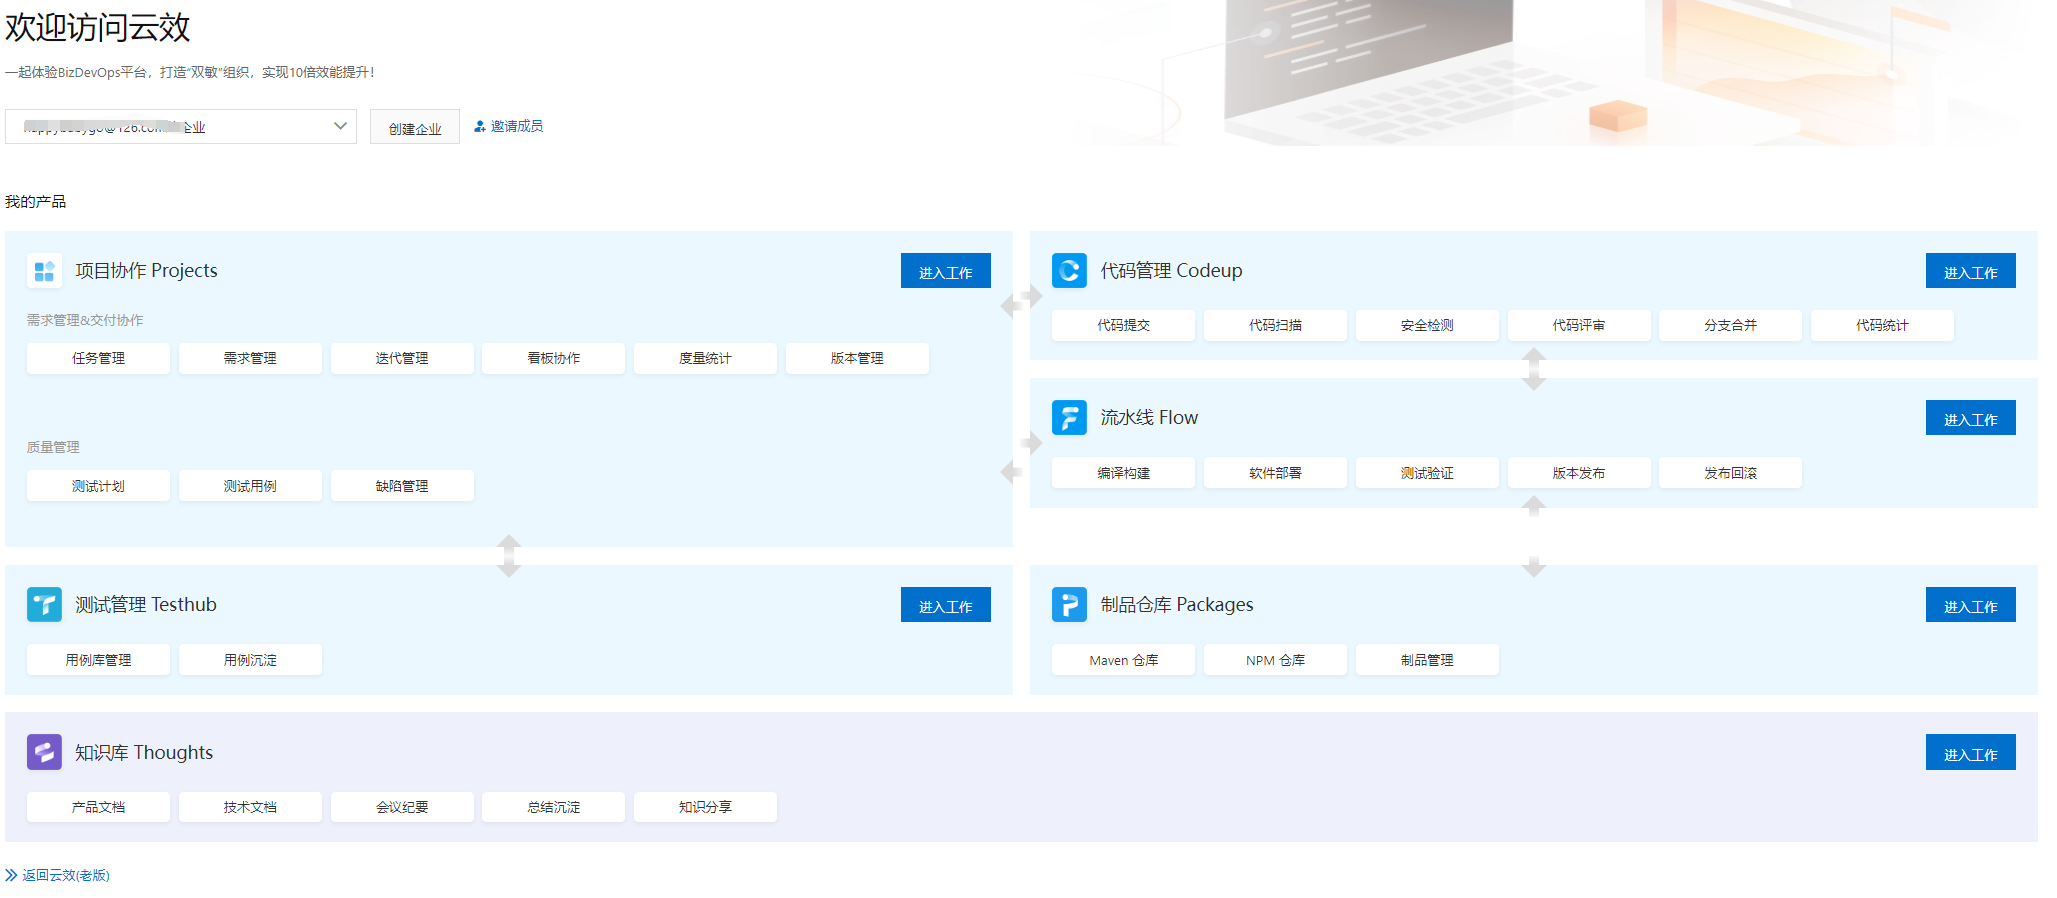 欢迎访问云效
一起体验BizDevOps平台，打造“双敏”组织，实现10倍效能提升！
企业
创建企业
邀请成员
我的产品
项目协作 Projects
进入工作
需求管理&交付协作
任务管理 需求管理 迭代管理 看板协作 度量统计 版本管理
质量管理
测试计划 测试用例 缺陷管理
代码管理 Codeup
进入工作
代码提交 代码扫描 安全检测 代码评审 分支合并 代码统计
流水线 Flow
进入工作
编译构建 软件部署 测试验证 版本发布 发布回滚
测试管理 Testhub
进入工作
用例库管理 用例沉淀
制品仓库 Packages
进入工作
Maven 仓库 NPM 仓库 制品管理
知识库 Thoughts
进入工作
产品文档 技术文档 会议纪要 总结沉淀 知识分享
返回云效(老版)